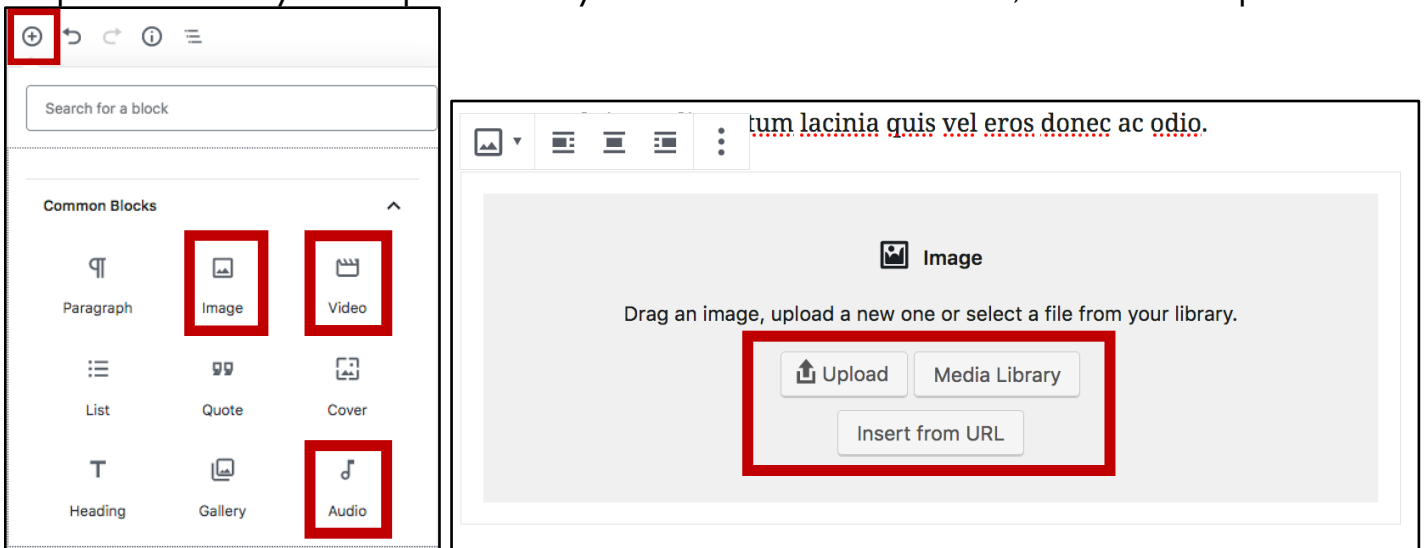 Search for a block
Common Blocks
Paragraph Image Video
List Quote Cover
Heading Gallery Audio
tum lacinia quis vel eros donec ac odio.
Image
Drag an image, upload a new one or select a file from your library.
Upload Media Library
Insert from URL